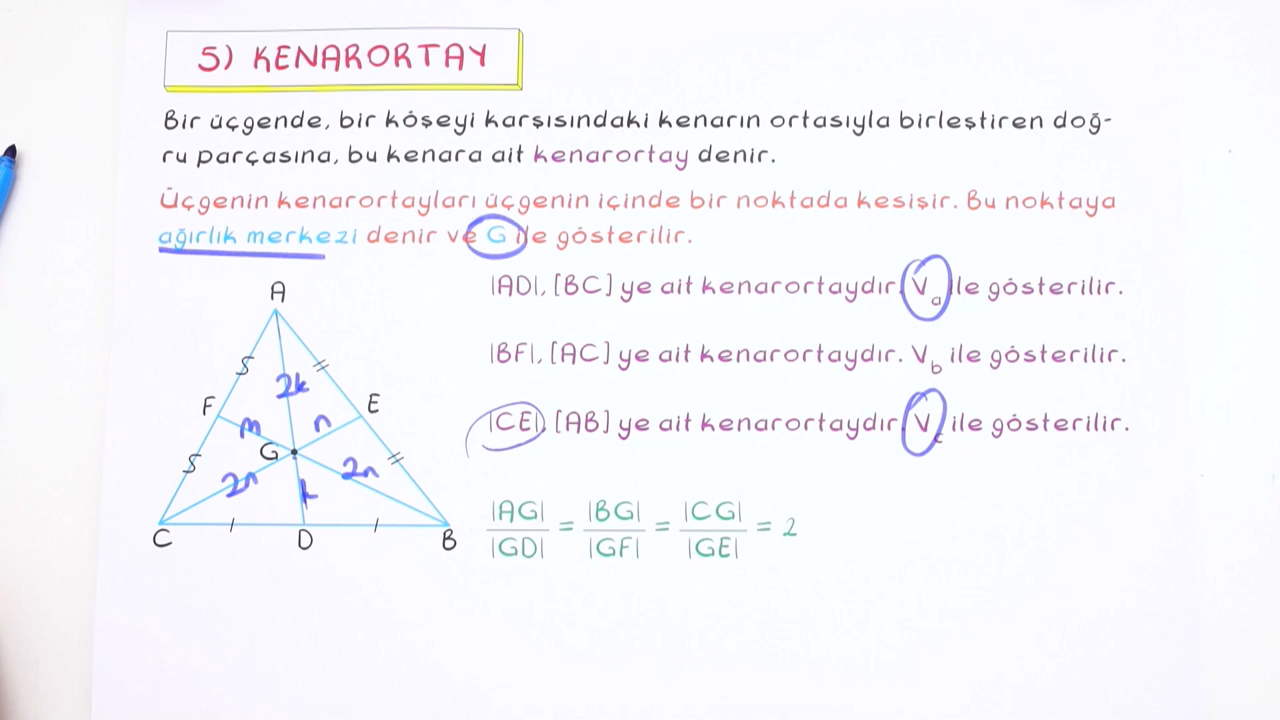 5) KENARORTAY
Bir üçgende, bir köşeyi karşısındaki kenarın ortasıyla birleştiren doğ-
ru parçasına, bu kenara ait kenarortay denir.
Üçgenin kenarortayları üçgenin içinde bir noktada kesişir. Bu noktaya
ağırlık merkezi denir ve G ile gösterilir.
|AD|, [BC] ye ait kenarortaydır. Va ile gösterilir.
|BF|, [AC] ye ait kenarortaydır. Vb ile gösterilir.
|CE|, [AB] ye ait kenarortaydır. Vc ile gösterilir.
A
2k
F
E
m
n
G
2n
2n
k
C
D
B
|AG| / |GD| = |BG| / |GF| = |CG| / |GE| = 2